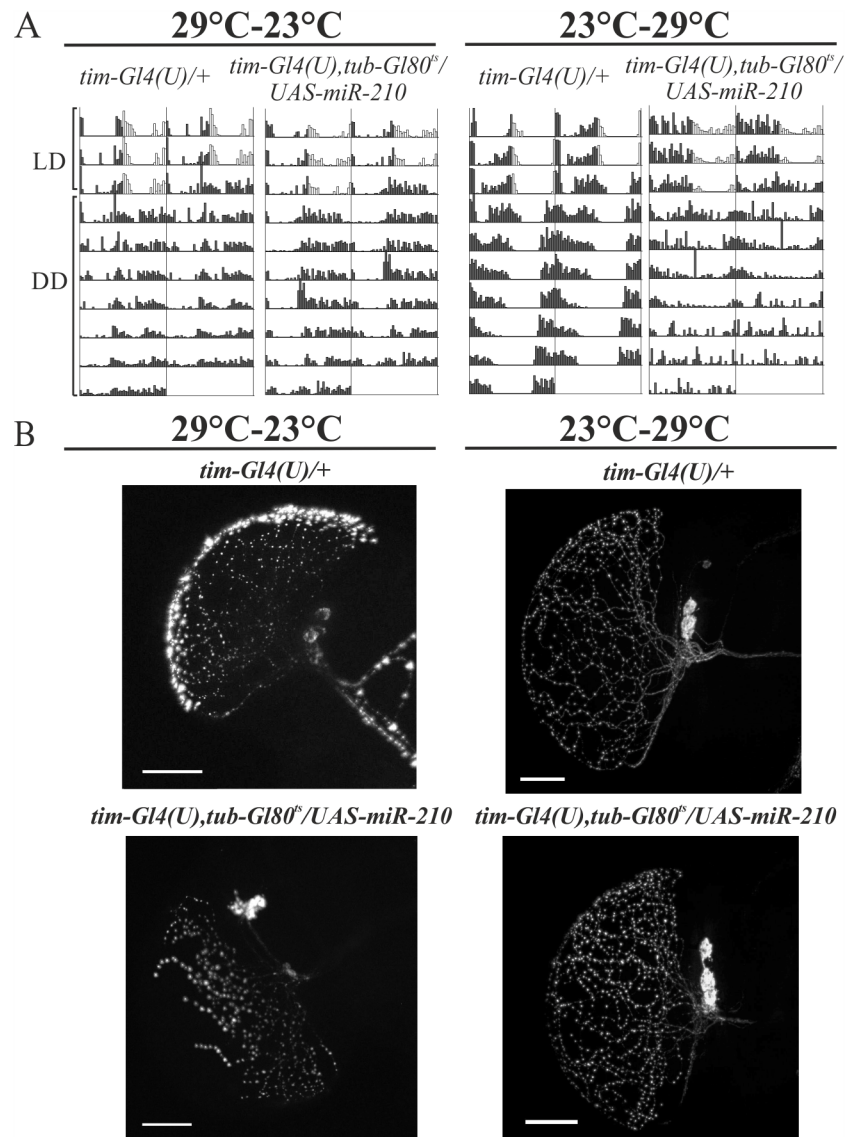 A
29°C-23°C
23°C-29°C
tim-Gl4(U)/+
tim-Gl4(U),tub-Gl80ts/
UAS-miR-210
tim-Gl4(U)/+
tim-Gl4(U),tub-Gl80ts/
UAS-miR-210
LD
DD
B
29°C-23°C
23°C-29°C
tim-Gl4(U)/+
tim-Gl4(U)/+
tim-Gl4(U),tub-Gl80ts/UAS-miR-210
tim-Gl4(U),tub-Gl80ts/UAS-miR-210